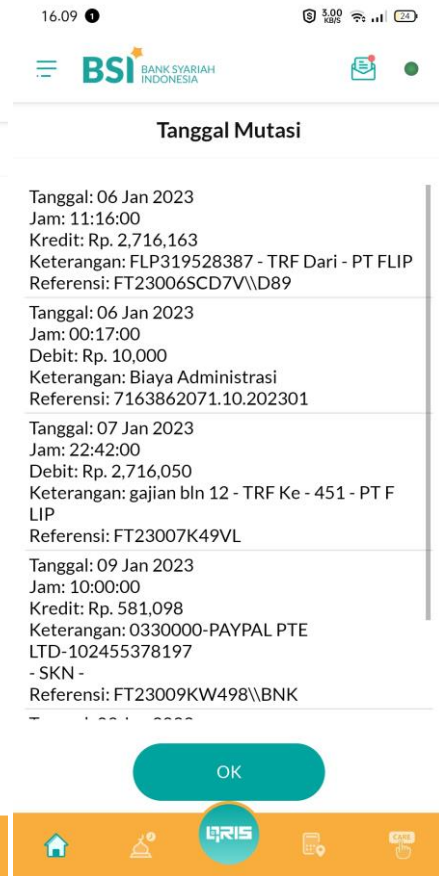 16.09 1
3.00 KB/S 24
BSI BANK SYARIAH
INDONESIA
Tanggal Mutasi
Tanggal: 06 Jan 2023
Jam: 11:16:00
Kredit: Rp. 2,716,163
Keterangan: FLP319528387 - TRF Dari - PT FLIP
Referensi: FT23006SCD7V\\D89
Tanggal: 06 Jan 2023
Jam: 00:17:00
Debit: Rp. 10,000
Keterangan: Biaya Administrasi
Referensi: 7163862071.10.202301
Tanggal: 07 Jan 2023
Jam: 22:42:00
Debit: Rp. 2,716,050
Keterangan: gajian bln 12 - TRF Ke - 451 - PT F
LIP
Referensi: FT23007K49VL
Tanggal: 09 Jan 2023
Jam: 10:00:00
Kredit: Rp. 581,098
Keterangan: 0330000-PAYPAL PTE
LTD-102455378197
- SKN -
Referensi: FT23009KW498\\BNK
OK
QRIS
CARE